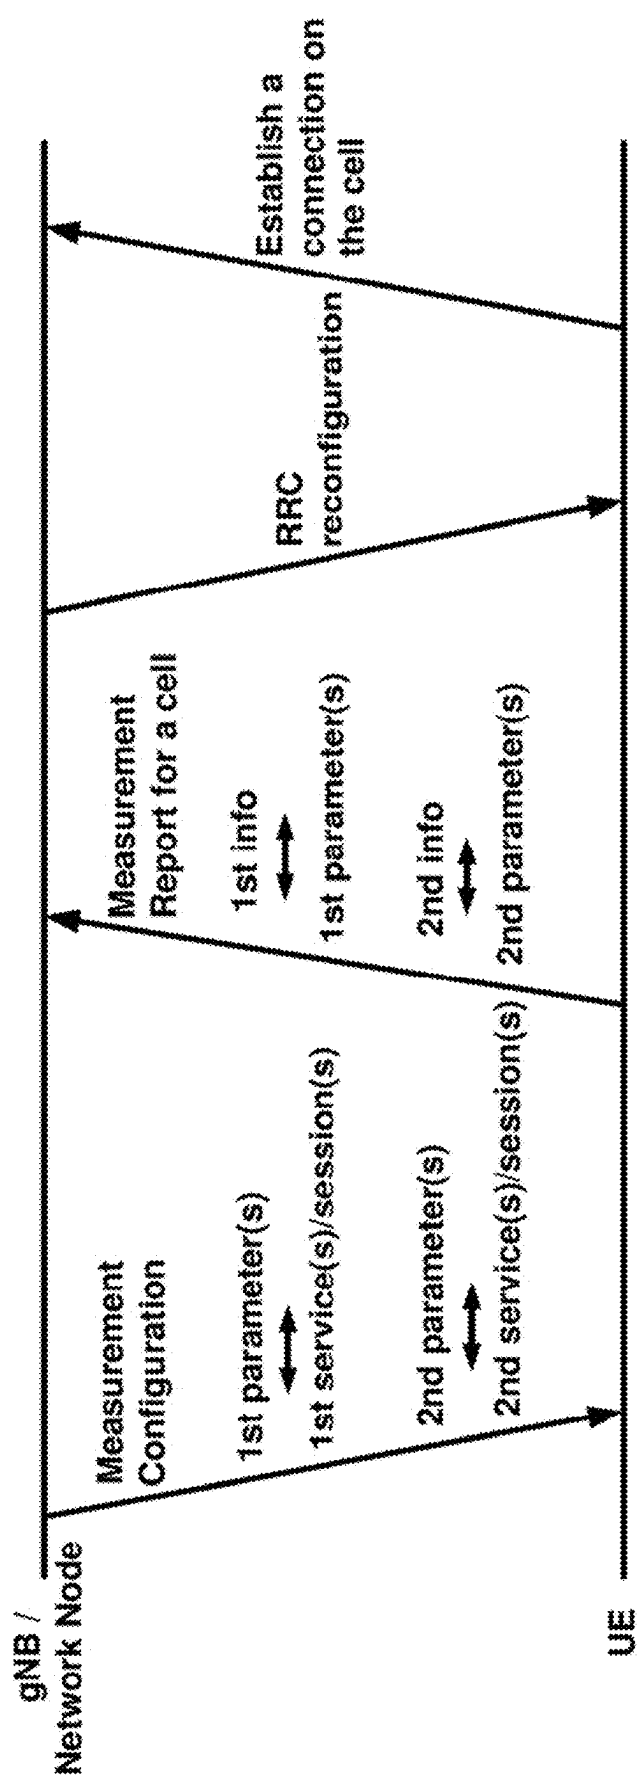 gNB /
Network Node
UE
Measurement
Configuration
1st parameter(s)
1st service(s)/session(s)
2nd parameter(s)
2nd service(s)/session(s)
Measurement
Report for a cell
1st info
1st parameter(s)
2nd info
2nd parameter(s)
RRC
reconfiguration
Establish a
connection on
the cell